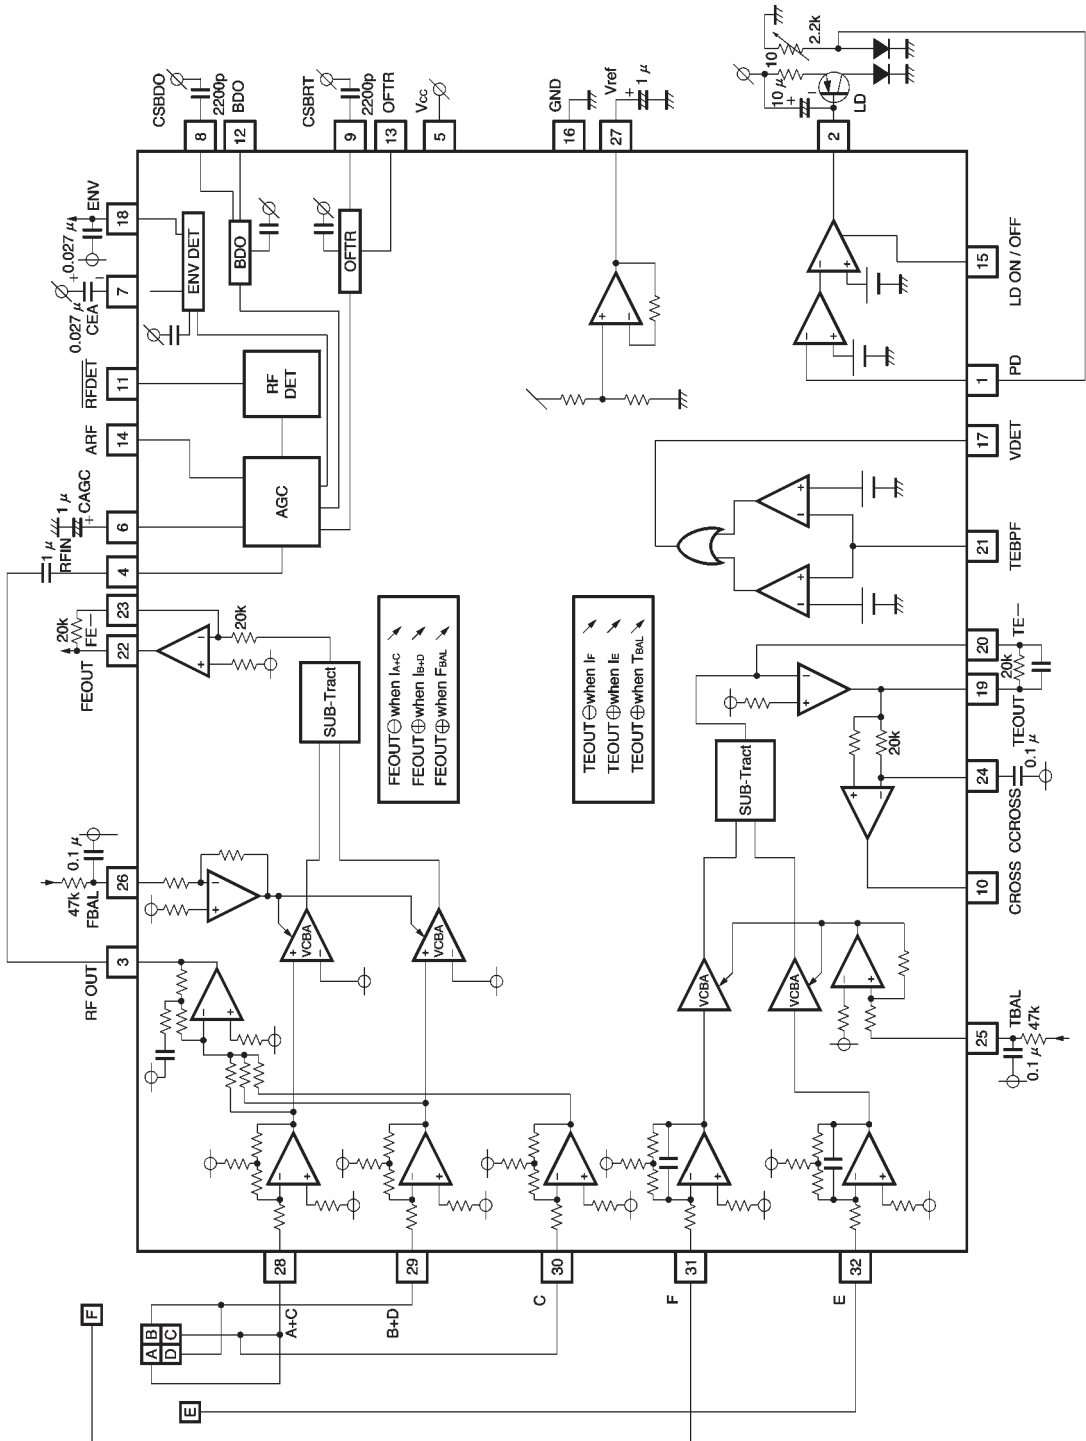 CSBDO
2200p
BDO
CSBRT
2200p
OFTR
Vcc
GND
Vref
+
1 μ
10 μ
+
−
10
2.2k
LD
8
12
9
13
5
16
27
2
ENV
18
+
0.027 μ
−
7
0.027 μ
CEA
RFDET
11
ARF
14
1 μ
CAGC
+
6
1 μ
RFIN
4
23
20k
FE−
22
FEOUT
ENV DET
BDO
OFTR
RF
DET
AGC
20k
SUB-Tract
FEOUT⊖when IA+C
FEOUT⊕when IB+D
FEOUT⊕when FBAL
TEOUT⊖when IF
TEOUT⊕when IE
TEOUT⊕when TBAL
LD ON / OFF
15
PD
1
VDET
17
TEBPF
21
TE−
20
20k
19
TEOUT
0.1 μ
24
CCROSS
10
CROSS
20k
SUB-Tract
0.1 μ
47k
FBAL
26
RF OUT
3
VCBA
VCBA
VCBA
VCBA
25
TBAL
47k
0.1 μ
28
29
30
31
32
A+C
B+D
C
F
E
F
A
B
D
C
E